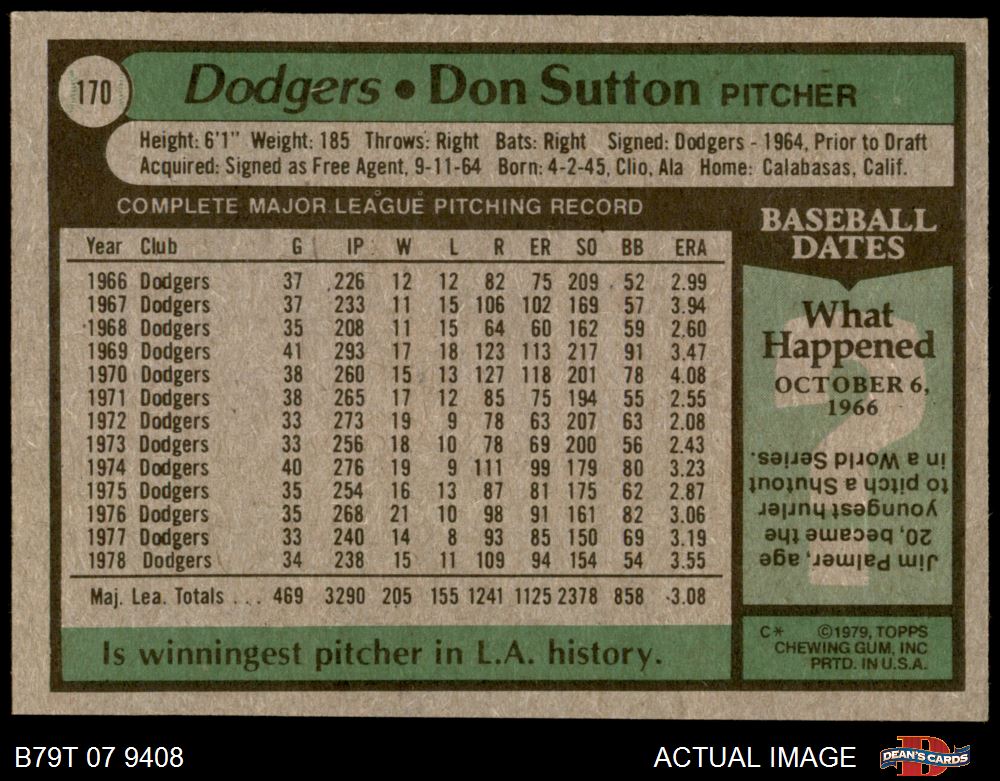 170
Dodgers • Don Sutton PITCHER
Height: 6'1" Weight: 185 Throws: Right Bats: Right Signed: Dodgers - 1964, Prior to Draft
Acquired: Signed as Free Agent, 9-11-64 Born: 4-2-45, Clio, Ala Home: Calabasas, Calif.
COMPLETE MAJOR LEAGUE PITCHING RECORD
Year Club G IP W L R ER SO BB ERA
1966 Dodgers 37 226 12 12 82 75 209 52 2.99
1967 Dodgers 37 233 11 15 106 102 169 57 3.94
1968 Dodgers 35 208 11 15 64 60 162 59 2.60
1969 Dodgers 41 293 17 18 123 113 217 91 3.47
1970 Dodgers 38 260 15 13 127 118 201 78 4.08
1971 Dodgers 38 265 17 12 85 75 194 55 2.55
1972 Dodgers 33 273 19 9 78 63 207 63 2.08
1973 Dodgers 33 256 18 10 78 69 200 56 2.43
1974 Dodgers 40 276 19 9 111 99 179 80 3.23
1975 Dodgers 35 254 16 13 87 81 175 62 2.87
1976 Dodgers 35 268 21 10 98 91 161 82 3.06
1977 Dodgers 33 240 14 8 93 85 150 69 3.19
1978 Dodgers 34 238 15 11 109 94 154 54 3.55
Maj. Lea. Totals ... 469 3290 205 155 1241 1125 2378 858 3.08
Is winningest pitcher in L.A. history.
BASEBALL
DATES
What
Happened
OCTOBER 6,
1966
Jim Palmer, age
20, became the
youngest hurler
to pitch a Shutout
in a World Series.
C* ©1979, TOPPS
CHEWING GUM, INC
PRTD. IN U.S.A.
B79T 07 9408
ACTUAL IMAGE
DEAN'S CARDS